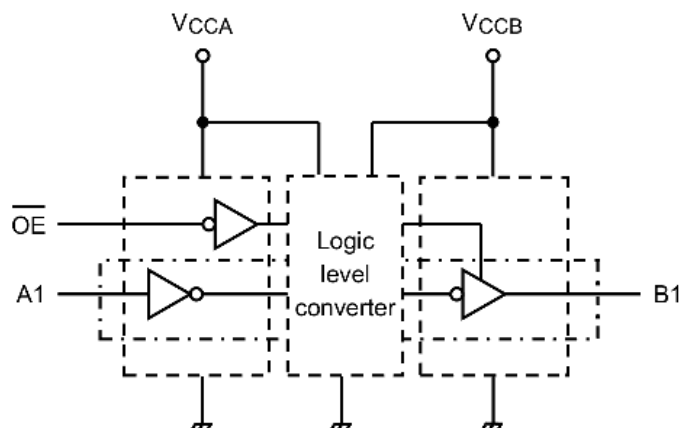 VCCA
VCCB
OE
Logic
level
converter
A1
B1